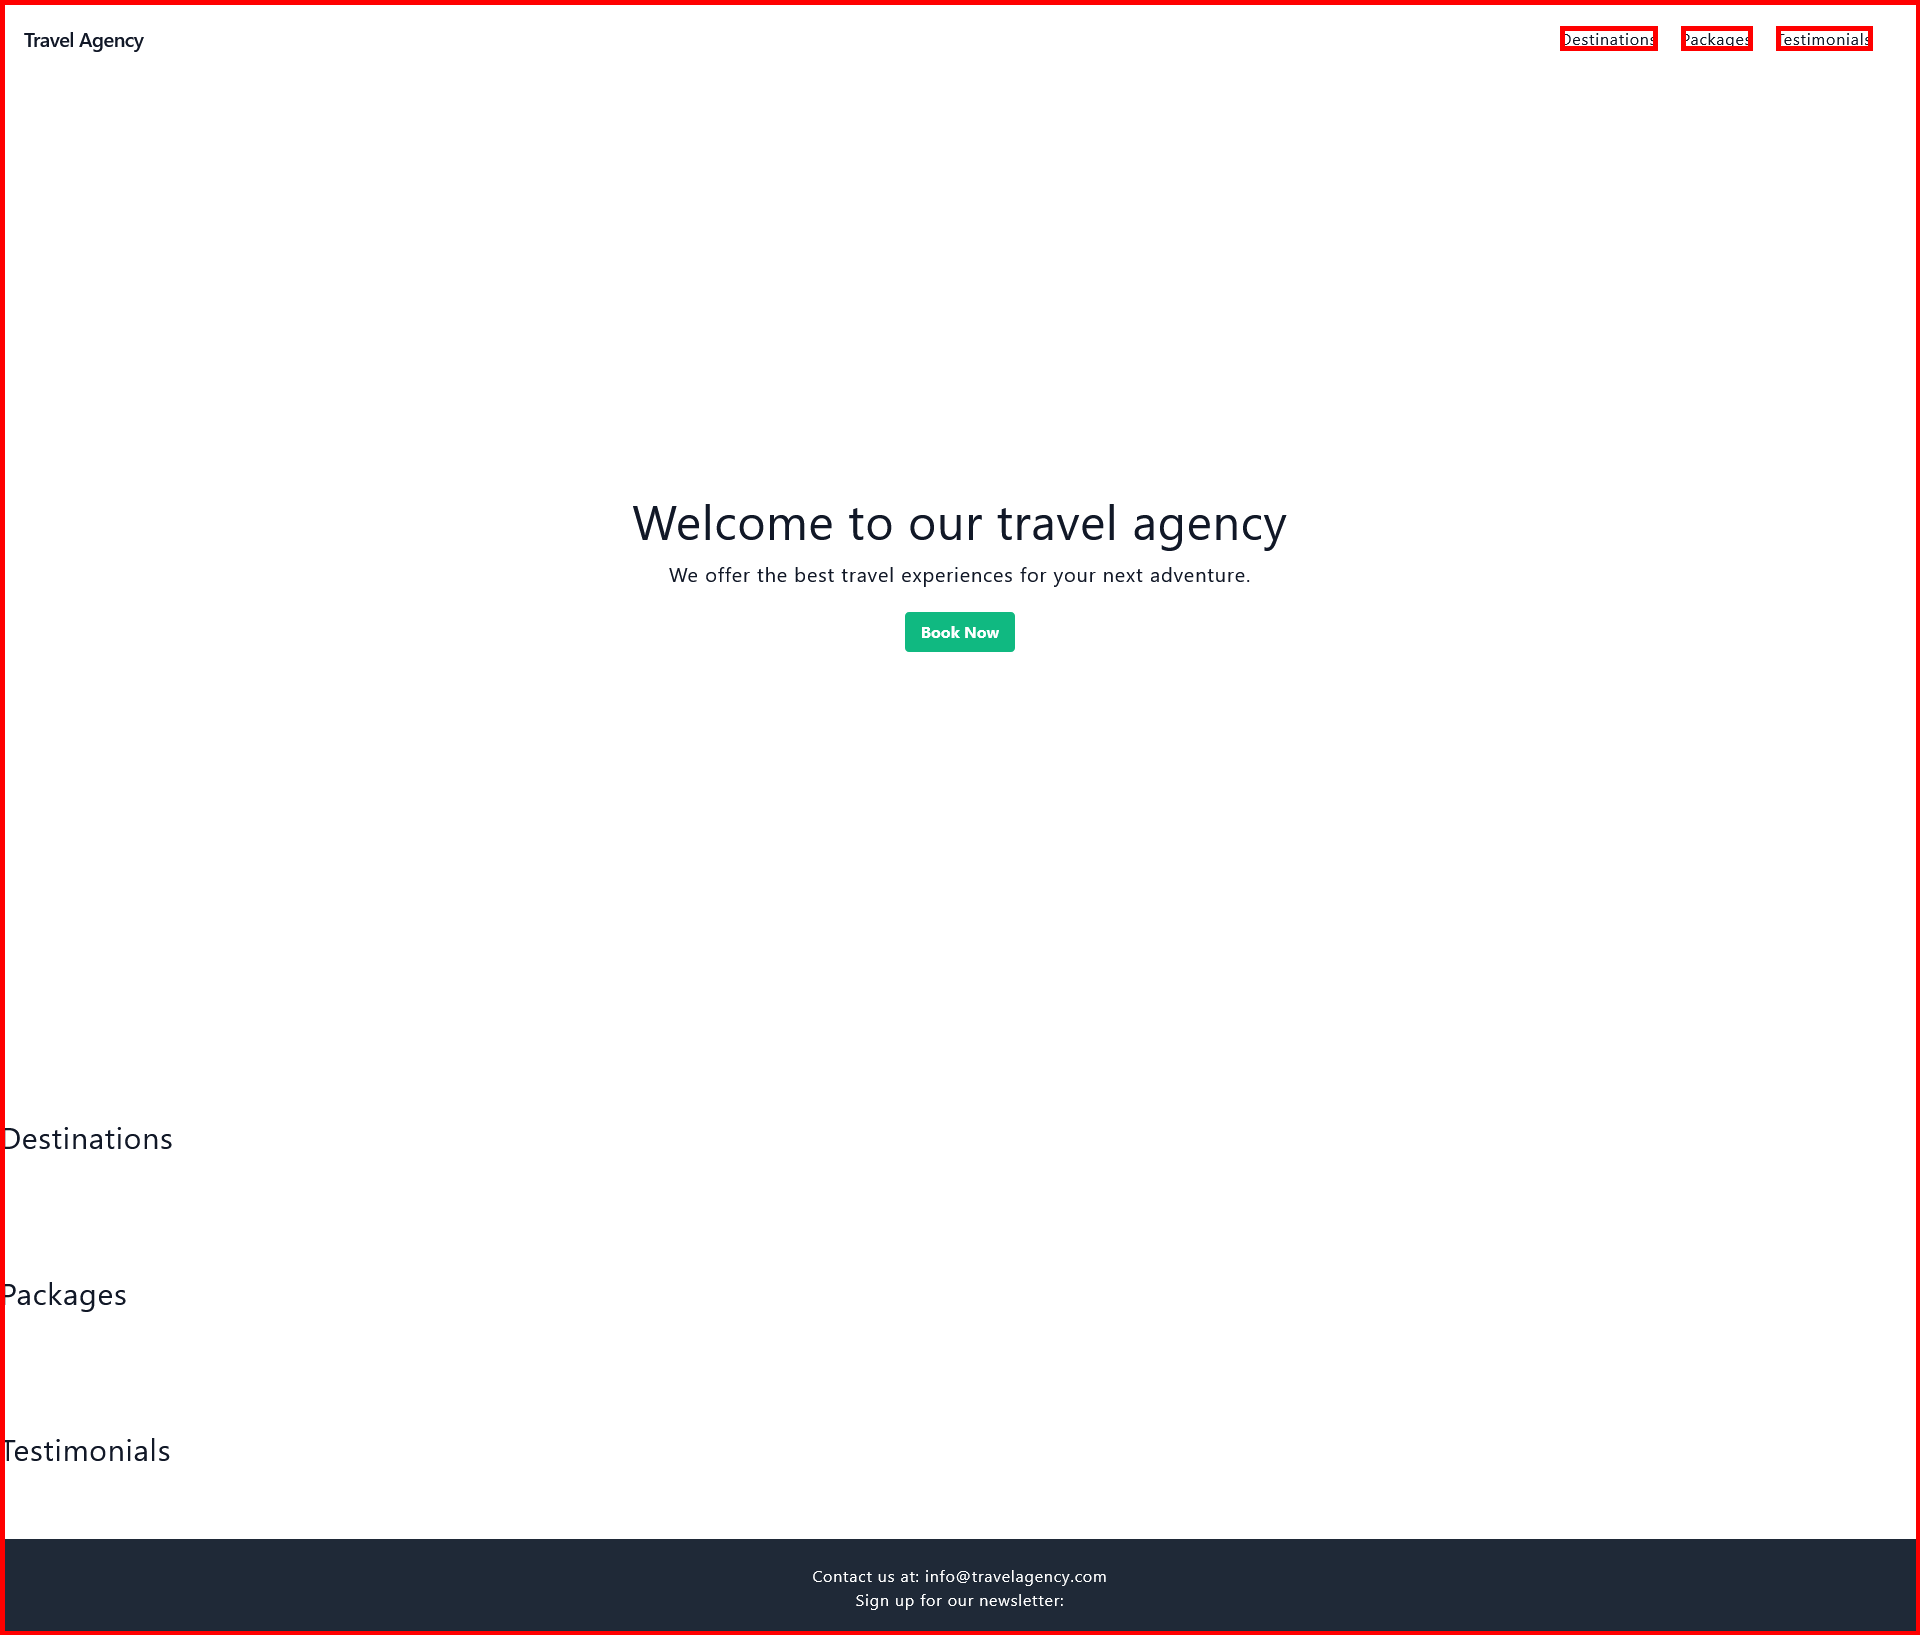 Travel Agency
Destinations Packages Testimonials
Welcome to our travel agency
We offer the best travel experiences for your next adventure.
Book Now
Destinations
Packages
Testimonials
Contact us at: info@travelagency.com
Sign up for our newsletter: